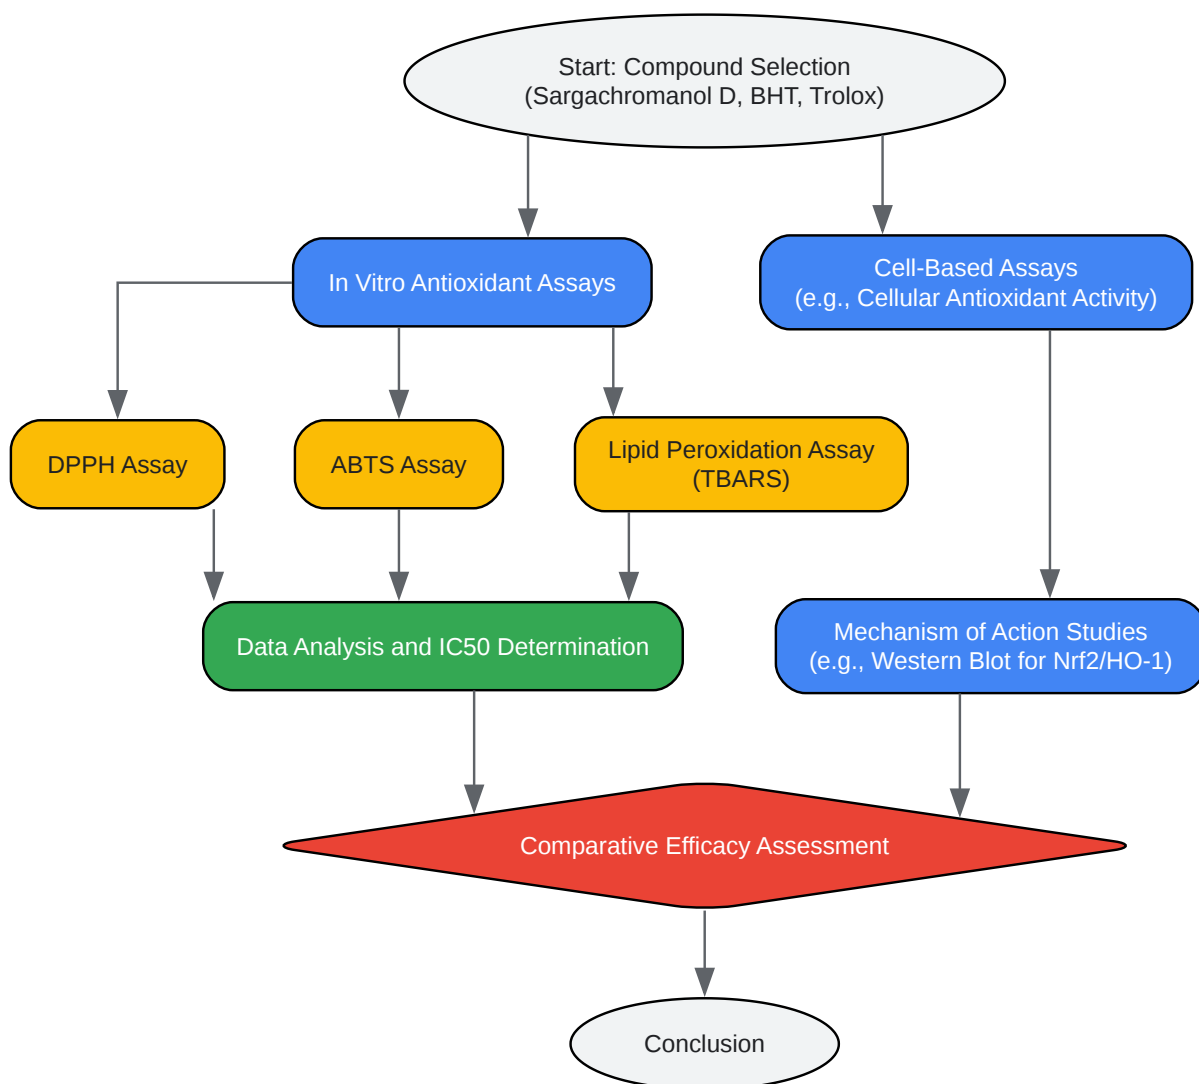 Start: Compound Selection
(Sargachromanol D, BHT, Trolox)
In Vitro Antioxidant Assays
Cell-Based Assays
(e.g., Cellular Antioxidant Activity)
DPPH Assay
ABTS Assay
Lipid Peroxidation Assay
(TBARS)
Data Analysis and IC50 Determination
Mechanism of Action Studies
(e.g., Western Blot for Nrf2/HO-1)
Comparative Efficacy Assessment
Conclusion